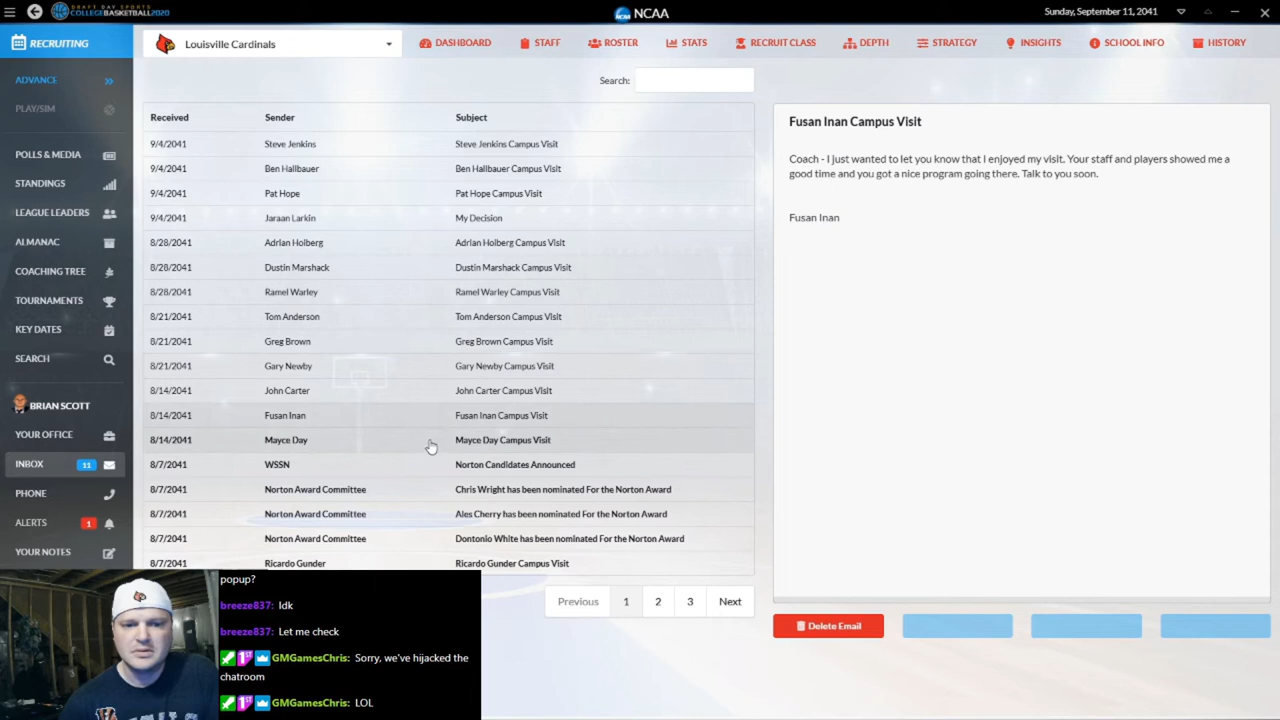 DRAFT DAY SPORTS
COLLEGE BASKETBALL 2020
NCAA
Sunday, September 11, 2041
RECRUITING
Louisville Cardinals
DASHBOARD
STAFF
ROSTER
STATS
RECRUIT CLASS
DEPTH
STRATEGY
INSIGHTS
SCHOOL INFO
HISTORY
ADVANCE
PLAY/SIM
POLLS & MEDIA
STANDINGS
LEAGUE LEADERS
ALMANAC
COACHING TREE
TOURNAMENTS
KEY DATES
SEARCH
BRIAN SCOTT
YOUR OFFICE
INBOX 11
PHONE
ALERTS 1
YOUR NOTES
Search:
Received Sender Subject
9/4/2041 Steve Jenkins Steve Jenkins Campus Visit
9/4/2041 Ben Hallbauer Ben Hallbauer Campus Visit
9/4/2041 Pat Hope Pat Hope Campus Visit
9/4/2041 Jaraan Larkin My Decision
8/28/2041 Adrian Holberg Adrian Holberg Campus Visit
8/28/2041 Dustin Marshack Dustin Marshack Campus Visit
8/28/2041 Ramel Warley Ramel Warley Campus Visit
8/21/2041 Tom Anderson Tom Anderson Campus Visit
8/21/2041 Greg Brown Greg Brown Campus Visit
8/21/2041 Gary Newby Gary Newby Campus Visit
8/14/2041 John Carter John Carter Campus Visit
8/14/2041 Fusan Inan Fusan Inan Campus Visit
8/14/2041 Mayce Day Mayce Day Campus Visit
8/7/2041 WSSN Norton Candidates Announced
8/7/2041 Norton Award Committee Chris Wright has been nominated For the Norton Award
8/7/2041 Norton Award Committee Ales Cherry has been nominated For the Norton Award
8/7/2041 Norton Award Committee Dontonio White has been nominated For the Norton Award
8/7/2041 Ricardo Gunder Ricardo Gunder Campus Visit
Previous 1 2 3 Next
Fusan Inan Campus Visit
Coach - I just wanted to let you know that I enjoyed my visit. Your staff and players showed me a
good time and you got a nice program going there. Talk to you soon.
Fusan Inan
Delete Email
popup?
breeze837: Idk
breeze837: Let me check
GMGamesChris: Sorry, we've hijacked the
chatroom
GMGamesChris: LOL